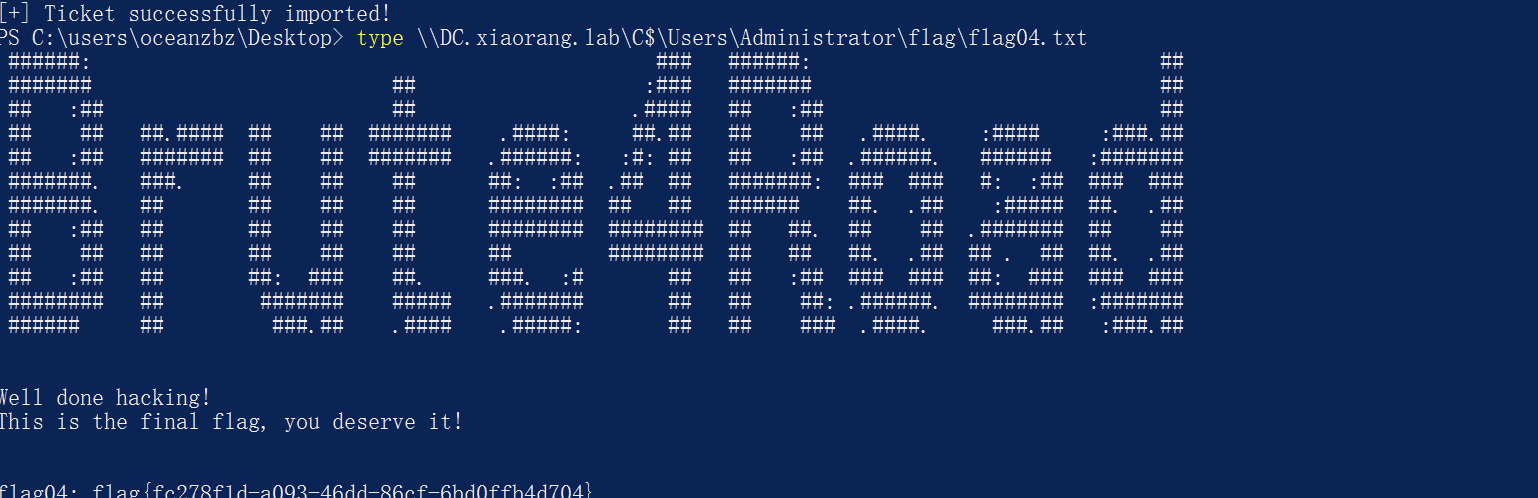 [+] Ticket successfully imported!
PS C:\users\oceanzbz\Desktop> type \\DC.xiaorang.lab\C$\Users\Administrator\flag\flag04.txt
Brute4Road
Well done hacking!
This is the final flag, you deserve it!
flag04: flag{fc278f1d-a093-46dd-86cf-6bd0ffb4d704}